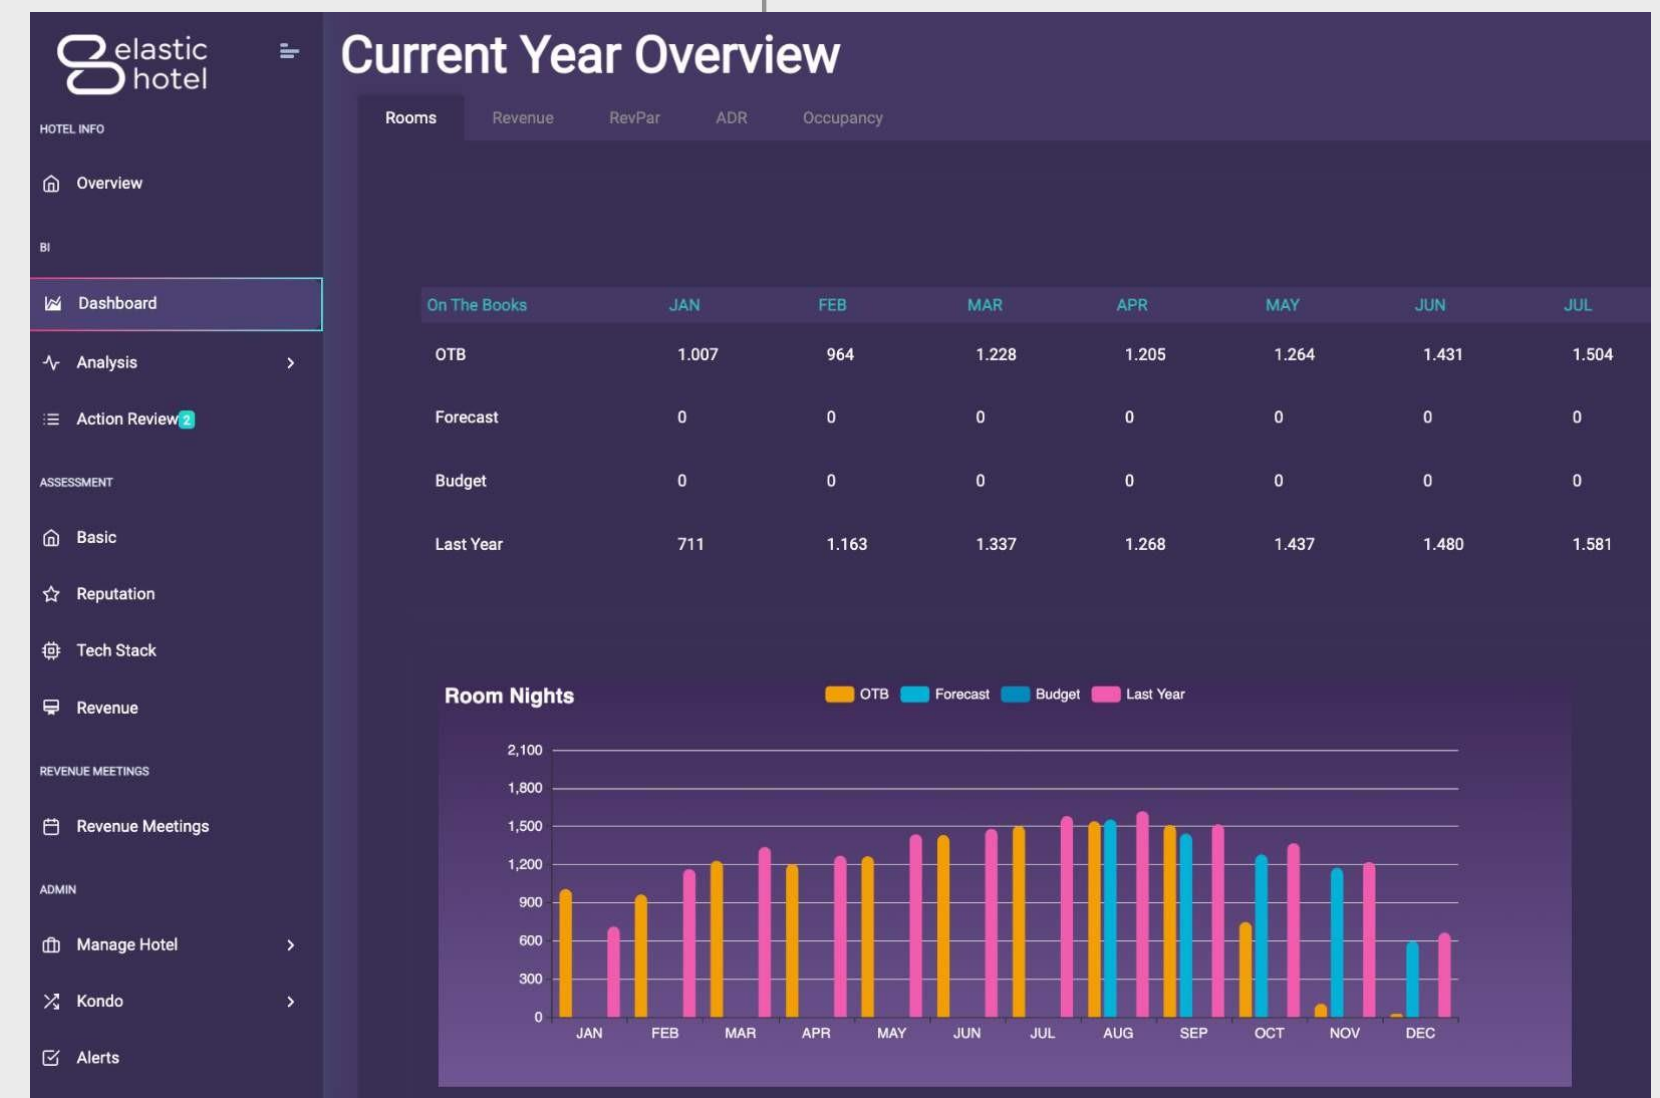 elastic
hotel
Current Year Overview
Rooms Revenue RevPar ADR Occupancy
HOTEL INFO
Overview
BI
Dashboard
Analysis
Action Review 2
ASSESSMENT
Basic
Reputation
Tech Stack
Revenue
REVENUE MEETINGS
Revenue Meetings
ADMIN
Manage Hotel
Kondo
Alerts
On The Books JAN FEB MAR APR MAY JUN JUL
OTB 1.007 964 1.228 1.205 1.264 1.431 1.504
Forecast 0 0 0 0 0 0 0
Budget 0 0 0 0 0 0 0
Last Year 711 1.163 1.337 1.268 1.437 1.480 1.581
Room Nights
OTB Forecast Budget Last Year
2,100
1,800
1,500
1,200
900
600
300
0
JAN FEB MAR APR MAY JUN JUL AUG SEP OCT NOV DEC